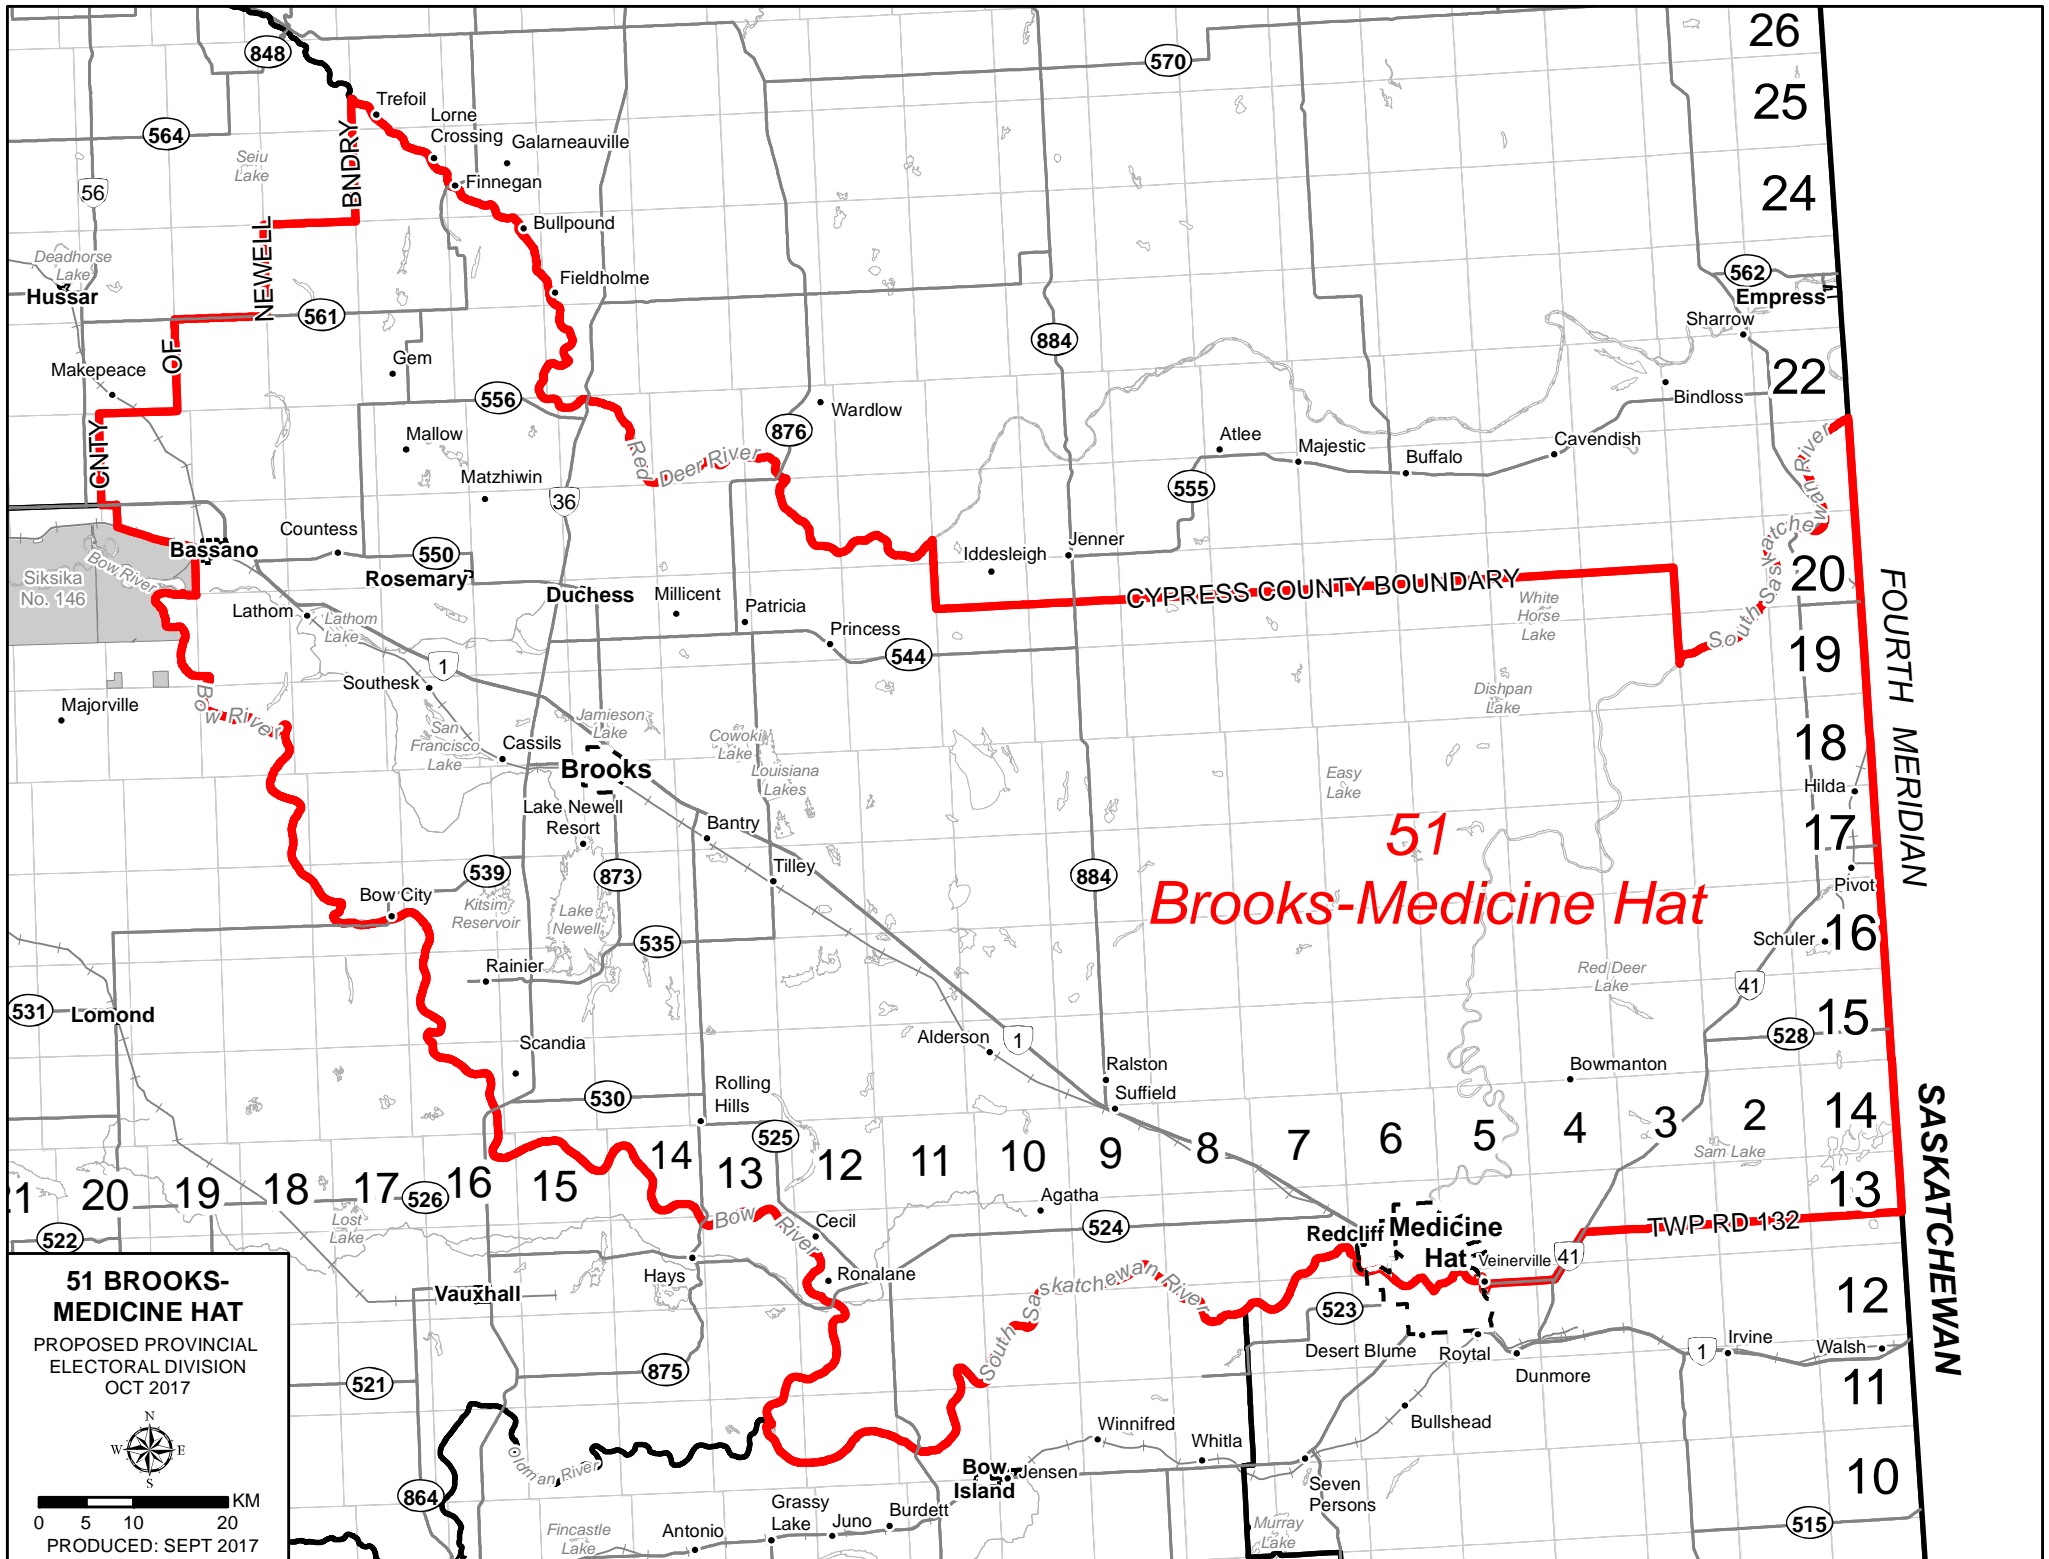 848
570
26
25
24
22
20
19
18
17
16
15
14
13
12
11
10
564
56
Trefoil
Lorne
Crossing
Galarneauville
Finnegan
Bullpound
Fieldholme
Seiu
Lake
CNTY OF NEWELL BNDRY
Deadhorse
Lake
Hussar
561
562
Empress
Sharrow
Makepeace
Gem
884
556
Wardlow
876
Bindloss
Mallow
Matzhiwin
Red Deer River
Atlee
Majestic
Buffalo
Cavendish
555
36
South Saskatchewan River
Countess
Bassano
550
Rosemary
Duchess
Iddesleigh
Jenner
Siksika
No. 146
Bow River
Lathom
Lathom
Lake
Millicent
Patricia
Princess
544
CYPRESS COUNTY BOUNDARY
White
Horse
Lake
FOURTH MERIDIAN
1
Southesk
Majorville
Bow River
San
Francisco
Lake
Jamieson
Lake
Cassils
Brooks
Cowoki
Lake
Louisiana
Lakes
Dishpan
Lake
Easy
Lake
Hilda
Lake Newell
Resort
Bantry
Tilley
51
Brooks-Medicine Hat
539
873
884
Pivot
Bow City
Kitsim
Reservoir
Lake
Newell
535
Schuler
Rainier
Red Deer
Lake
41
531
Lomond
Scandia
Alderson
1
528
Ralston
Suffield
Bowmanton
Rolling
Hills
530
525
SASKATCHEWAN
20
19
18
17
16
15
14
13
12
11
10
9
8
7
6
5
4
3
2
Sam Lake
526
Lost
Lake
522
Bow River
Cecil
Agatha
524
Redcliff
Medicine
Hat
Veinerville
41
TWP RD 132
Hays
Ronalane
Vauxhall
South Saskatchewan River
523
Desert Blume
Roytal
Dunmore
1
Irvine
Walsh
521
875
Bullshead
Winnifred
Whitla
Oldman River
Bow
Island
Jensen
Seven
Persons
864
Grassy
Lake
Juno
Burdett
Antonio
Fincastle
Lake
Murray
Lake
515
51 BROOKS-
MEDICINE HAT
PROPOSED PROVINCIAL
ELECTORAL DIVISION
OCT 2017
N
W E
S
KM
0 5 10 20
PRODUCED: SEPT 2017